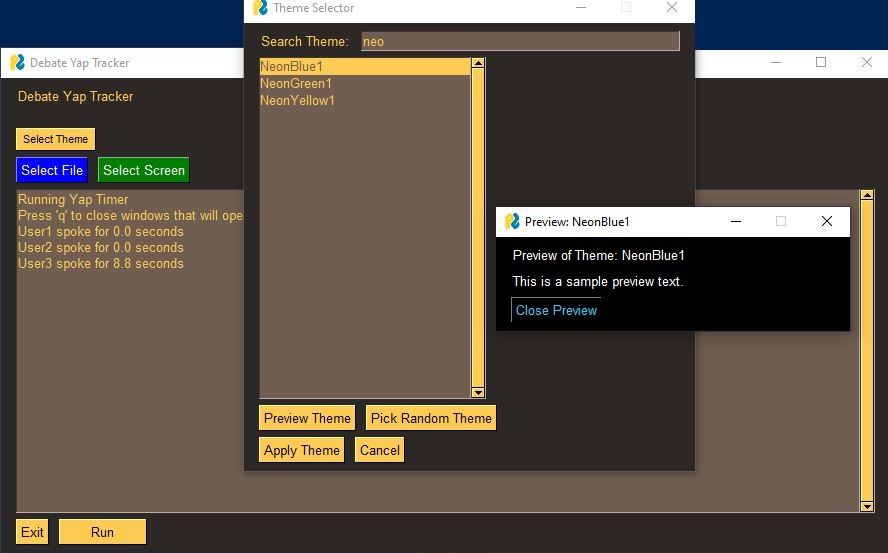 Theme Selector
Search Theme: neo
NeonBlue1
NeonGreen1
NeonYellow1
Preview Theme Pick Random Theme
Apply Theme Cancel
Debate Yap Tracker
Debate Yap Tracker
Select Theme
Select File Select Screen
Running Yap Timer
Press 'q' to close windows that will ope
User1 spoke for 0.0 seconds
User2 spoke for 0.0 seconds
User3 spoke for 8.8 seconds
Exit Run
Preview: NeonBlue1
Preview of Theme: NeonBlue1
This is a sample preview text.
Close Preview